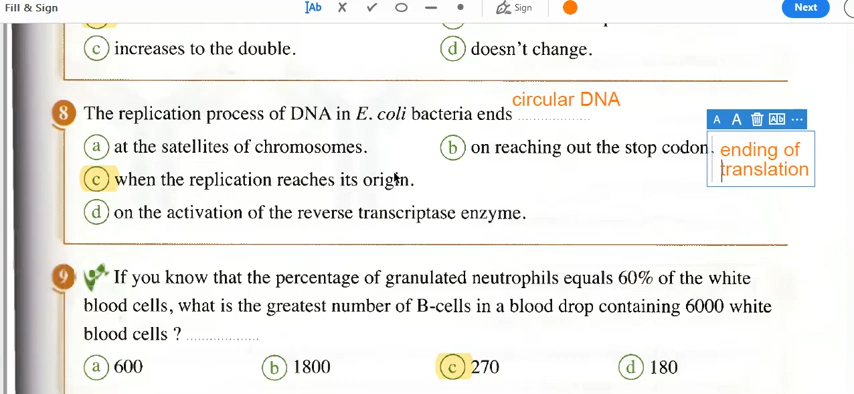 Fill & Sign
Ab
Sign
Next
c increases to the double.
d doesn't change.
circular DNA
8 The replication process of DNA in E. coli bacteria ends ....................
a at the satellites of chromosomes.
b on reaching out the stop codon.
A A Ab ...
ending of
translation
c when the replication reaches its origin.
d on the activation of the reverse transcriptase enzyme.
9 If you know that the percentage of granulated neutrophils equals 60% of the white
blood cells, what is the greatest number of B-cells in a blood drop containing 6000 white
blood cells ? ....................
a 600
b 1800
c 270
d 180